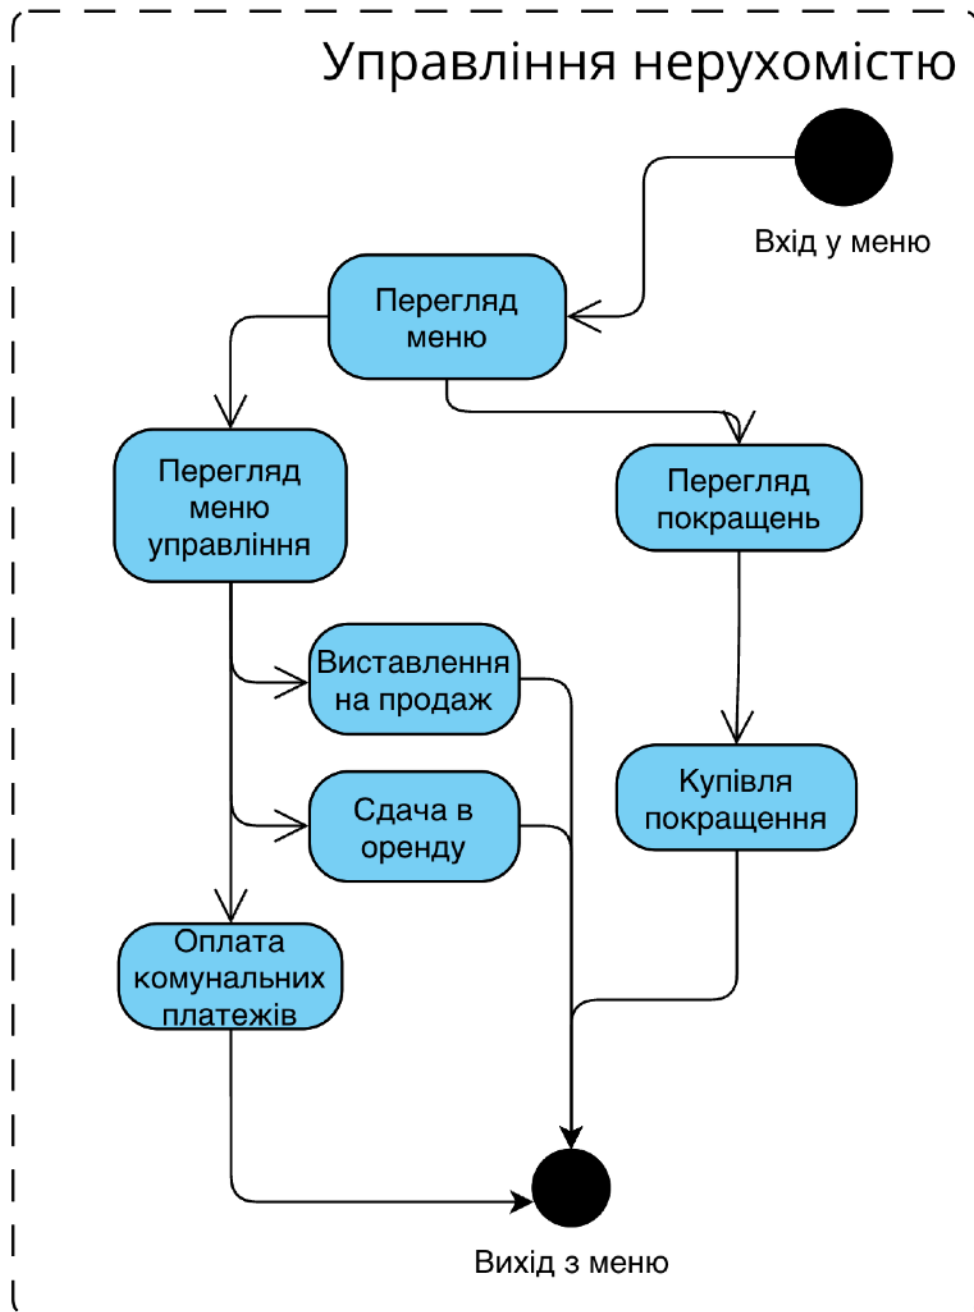 Управління нерухомістю
Вхід у меню
Перегляд
меню
Перегляд
меню
управління
Перегляд
покращень
Виставлення
на продаж
Купівля
покращення
Сдача в
оренду
Оплата
комунальних
платежів
Вихід з меню